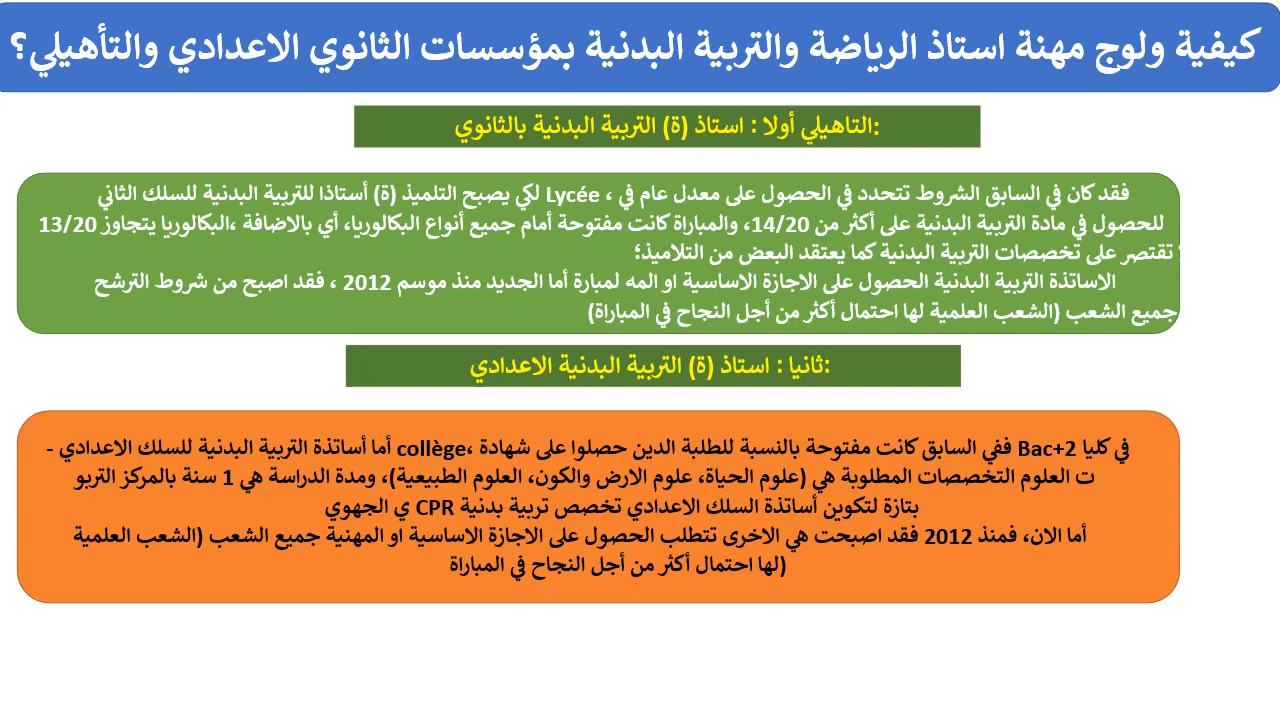 كيفية ولوج مهنة استاذ الرياضة والتربية البدنية بمؤسسات الثانوي الاعدادي والتأهيلي؟
:التاهيلي أولا : استاذ (ة) التربية البدنية بالثانوي
فقد كان في السابق الشروط تتحدد في الحصول على معدل عام في ، Lycée لكي يصبح التلميذ (ة) أستاذا للتربية البدنية للسلك الثاني
للحصول في مادة التربية البدنية على أكثر من 14/20، والمباراة كانت مفتوحة أمام جميع أنواع البكالوريا، أي بالاضافة ،البكالوريا يتجاوز 13/20
تقتصر على تخصصات التربية البدنية كما يعتقد البعض من التلاميذ؛
الاساتذة التربية البدنية الحصول على الاجازة الاساسية او المه لمبارة أما الجديد منذ موسم 2012 ، فقد اصبح من شروط الترشح
جميع الشعب (الشعب العلمية لها احتمال أكثر من أجل النجاح في المباراة)
:ثانيا : استاذ (ة) التربية البدنية الاعدادي
في كليا Bac+2 ففي السابق كانت مفتوحة بالنسبة للطلبة الدين حصلوا على شهادة ،collège أما أساتذة التربية البدنية للسلك الاعدادي -
ت العلوم التخصصات المطلوبة هي (علوم الحياة، علوم الارض والكون، العلوم الطبيعية)، ومدة الدراسة هي 1 سنة بالمركز التربو
بتازة لتكوين أساتذة السلك الاعدادي تخصص تربية بدنية CPR ي الجهوي
أما الان، فمنذ 2012 فقد اصبحت هي الاخرى تتطلب الحصول على الاجازة الاساسية او المهنية جميع الشعب (الشعب العلمية
(لها احتمال أكثر من أجل النجاح في المباراة